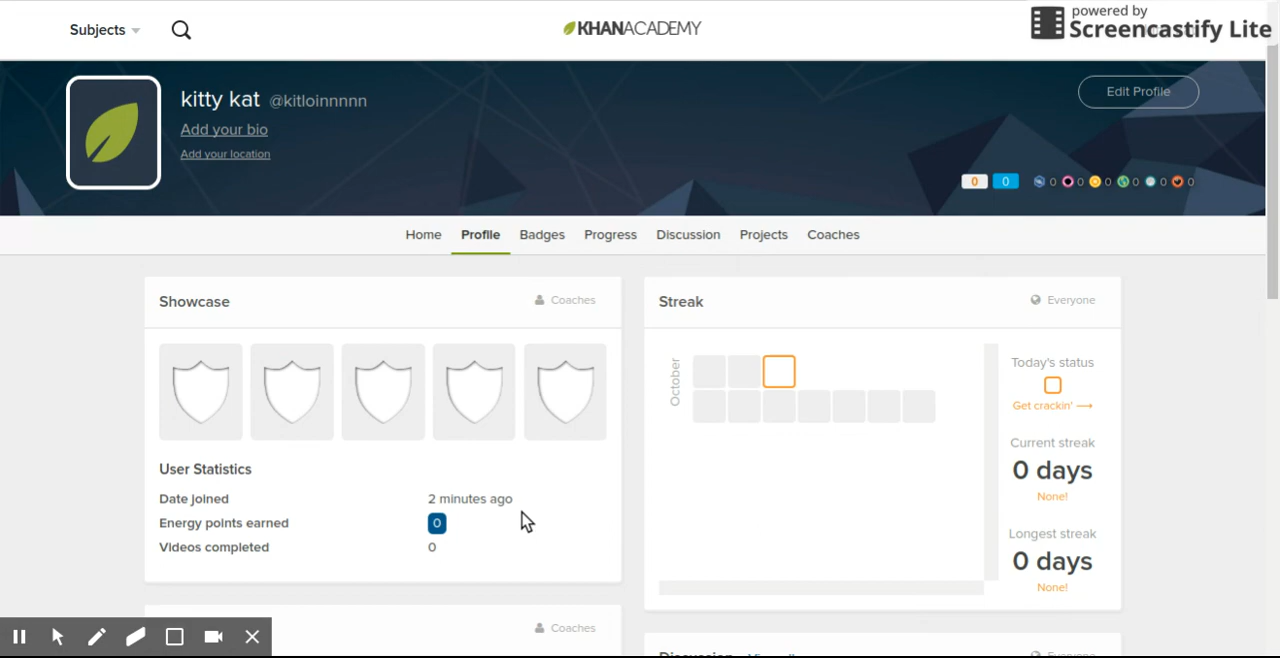 Subjects
KHANACADEMY
powered by
Screencastify Lite
kitty kat @kitloinnnnn
Edit Profile
Add your bio
Add your location
0 0 0 0 0 0 0 0
Home Profile Badges Progress Discussion Projects Coaches
Showcase Coaches
Streak Everyone
October
Today's status
Get crackin' →
Current streak
0 days
None!
Longest streak
0 days
None!
User Statistics
Date joined 2 minutes ago
Energy points earned 0
Videos completed 0
Coaches